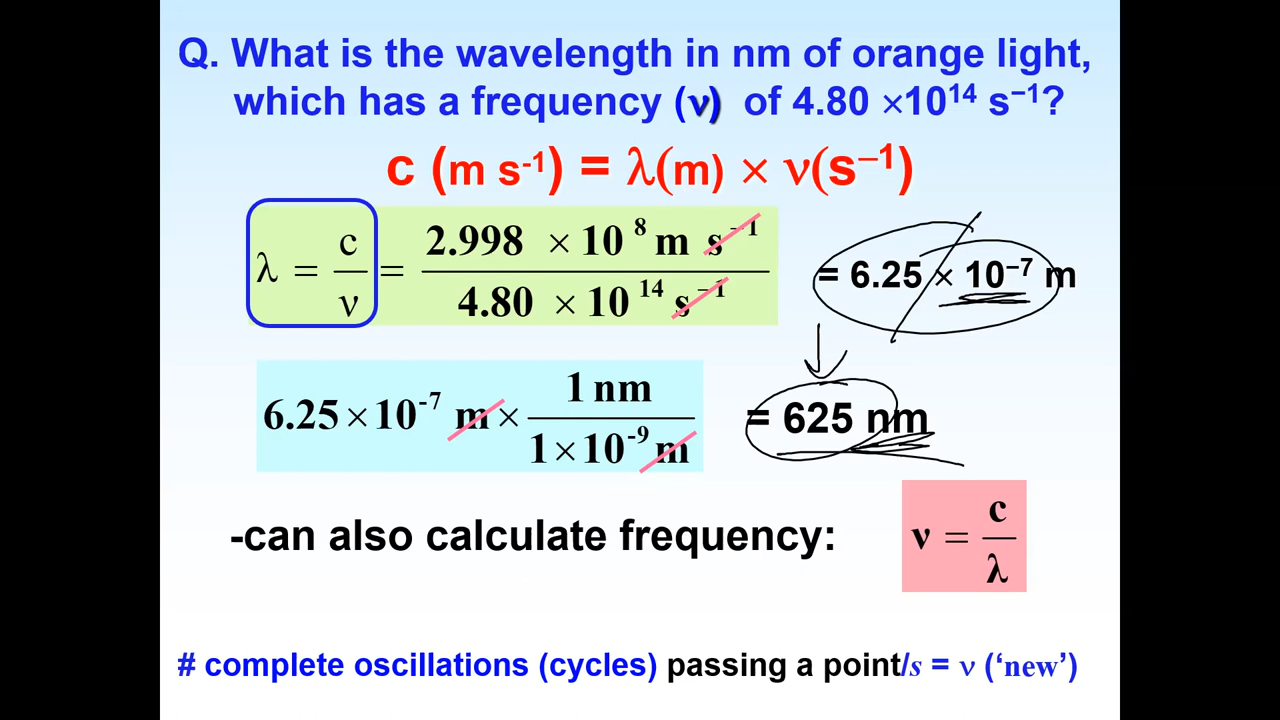 Q. What is the wavelength in nm of orange light,
which has a frequency (ν) of 4.80 ×10¹⁴ s⁻¹?
c (m s⁻¹) = λ(m) × ν(s⁻¹)
λ = c/ν = 2.998 × 10⁸ m s⁻¹ / 4.80 × 10¹⁴ s⁻¹ = 6.25 × 10⁻⁷ m
6.25 × 10⁻⁷ m × 1 nm / 1 × 10⁻⁹ m = 625 nm
-can also calculate frequency: ν = c/λ
# complete oscillations (cycles) passing a point/s = ν (‘new’)